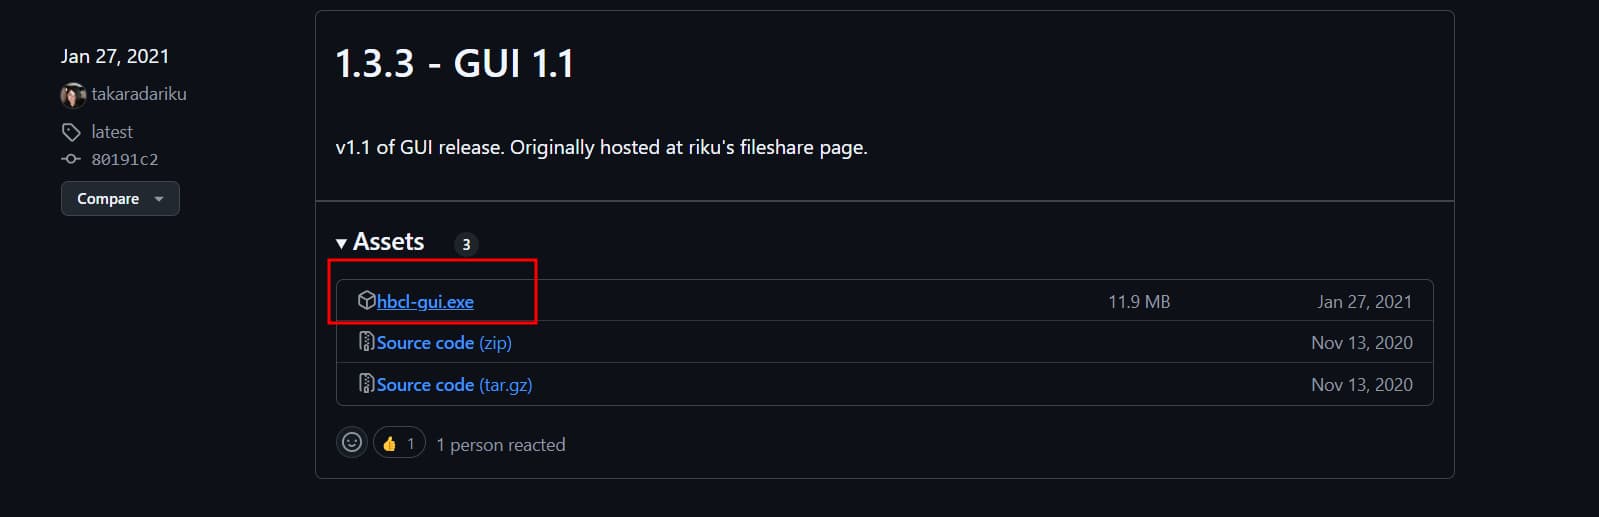 Jan 27, 2021
takaradariku
latest
80191c2
Compare
1.3.3 - GUI 1.1
v1.1 of GUI release. Originally hosted at riku's fileshare page.
Assets 3
hbcl-gui.exe 11.9 MB Jan 27, 2021
Source code (zip) Nov 13, 2020
Source code (tar.gz) Nov 13, 2020
1 1 person reacted